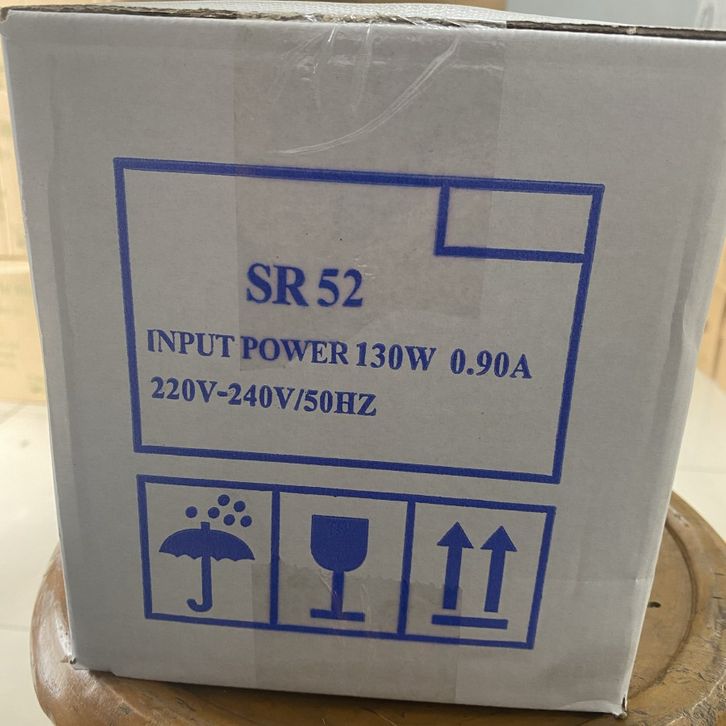 SR 52
INPUT POWER 130W 0.90A
220V-240V/50HZ